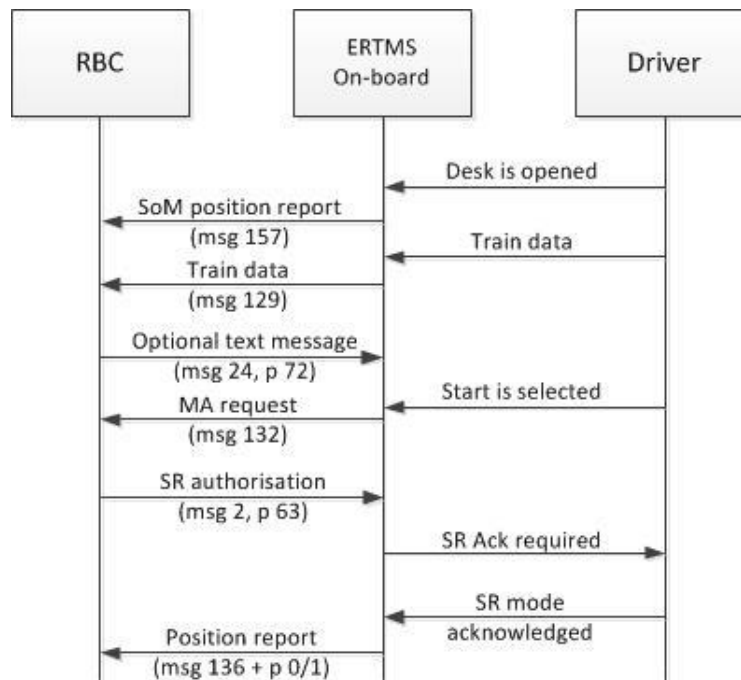 RBC
ERTMS
On-board
Driver
Desk is opened
SoM position report
(msg 157)
Train data
Train data
(msg 129)
Optional text message
(msg 24, p 72)
Start is selected
MA request
(msg 132)
SR authorisation
(msg 2, p 63)
SR Ack required
SR mode
acknowledged
Position report
(msg 136 + p 0/1)